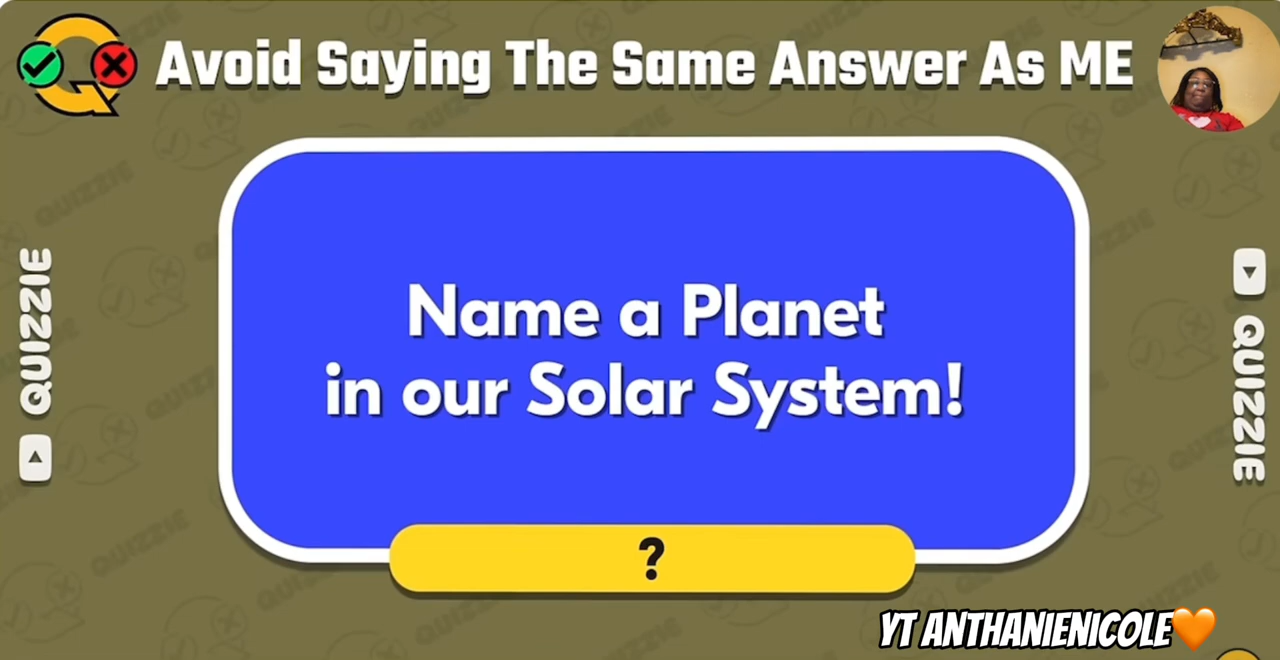 Avoid Saying The Same Answer As ME
QUIZZIE
Name a Planet
in our Solar System!
?
QUIZZIE
YT ANTHANIENICOLE🧡